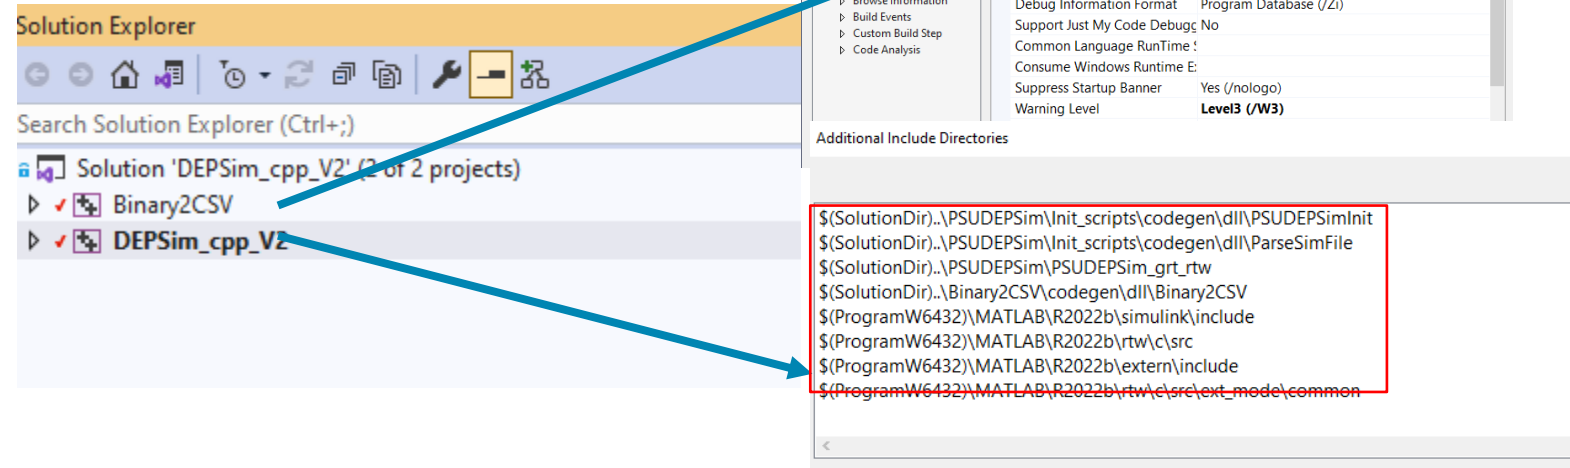 Solution Explorer
Search Solution Explorer (Ctrl+;)
Solution 'DEPSim_cpp_V2' (2 of 2 projects)
Binary2CSV
DEPSim_cpp_V2
Browse Information
Build Events
Custom Build Step
Code Analysis
Debug Information Format Program Database (/Zi)
Support Just My Code Debugg No
Common Language RunTime S
Consume Windows Runtime E:
Suppress Startup Banner Yes (/nologo)
Warning Level Level3 (/W3)
Additional Include Directories
$(SolutionDir)..\PSUDEPSim\Init_scripts\codegen\dll\PSUDEPSimInit
$(SolutionDir)..\PSUDEPSim\Init_scripts\codegen\dll\ParseSimFile
$(SolutionDir)..\PSUDEPSim\PSUDEPSim_grt_rtw
$(SolutionDir)..\Binary2CSV\codegen\dll\Binary2CSV
$(ProgramW6432)\MATLAB\R2022b\simulink\include
$(ProgramW6432)\MATLAB\R2022b\rtw\c\src
$(ProgramW6432)\MATLAB\R2022b\extern\include
$(ProgramW6432)\MATLAB\R2022b\rtw\c\src\ext_mode\common